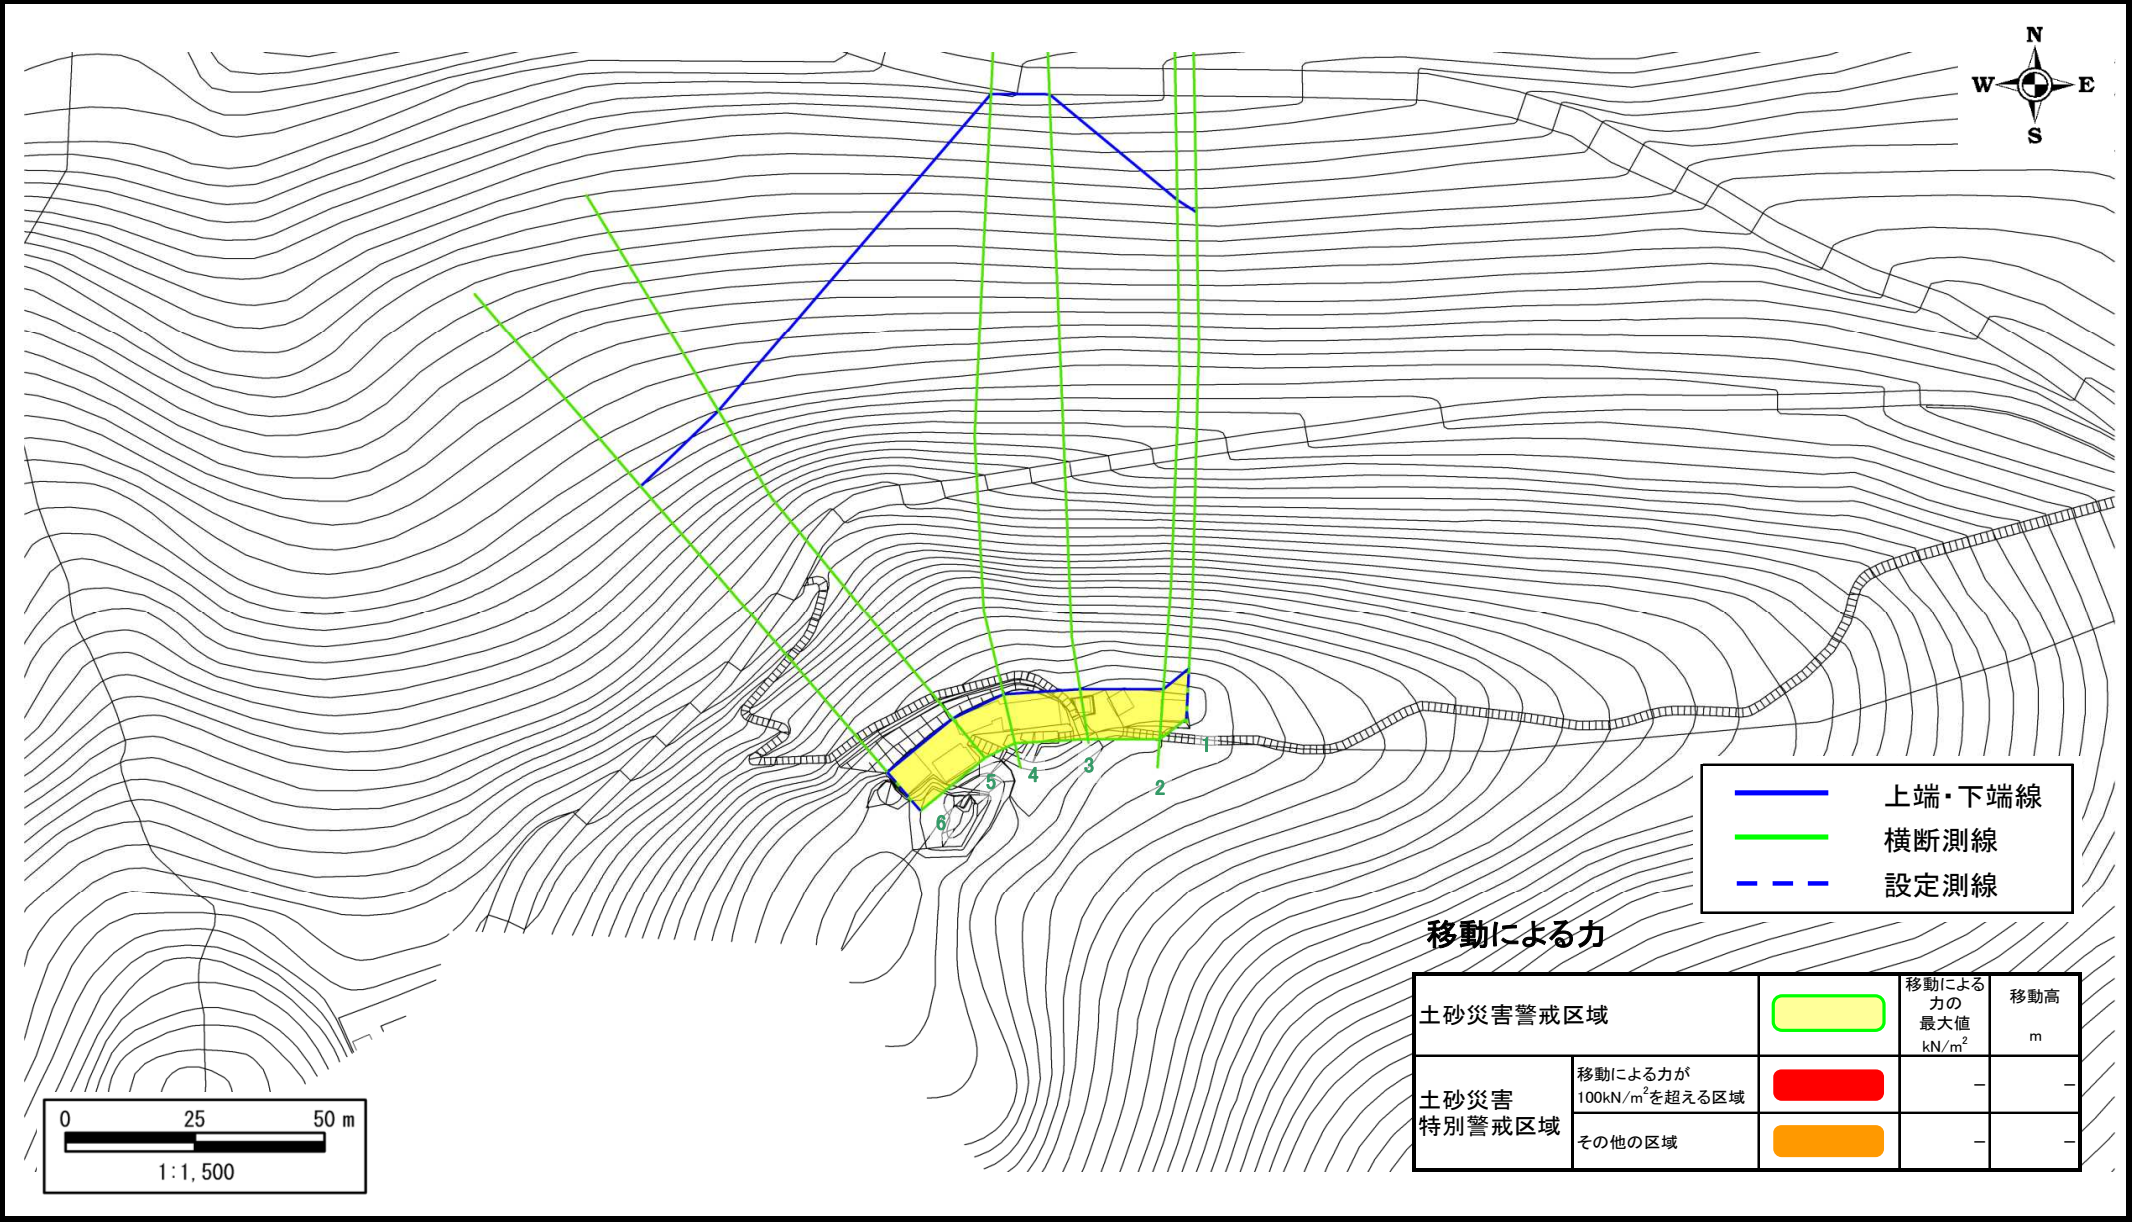 N
W E
S
1
2
3
4
5
6
上端・下端線
横断測線
設定測線
移動による力
土砂災害警戒区域
移動による
力の
最大値
kN/m²
移動高
m
土砂災害
特別警戒区域
移動による力が
100kN/m²を超える区域
－ －
その他の区域
－ －
0 25 50 m
1:1,500